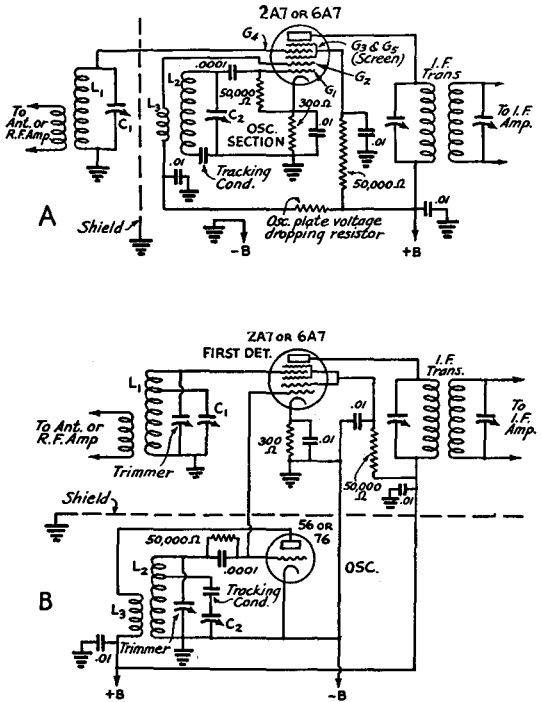 2A7 OR 6A7
G4
G3 & G5
(Screen)
G2
G1
I.F.
Trans.
.0001
50,000
Ω
L1
L2
L3
C1
C2
To
Ant. or
R.F. Amp.
OSC.
SECTION
300
Ω
.01
.01
To I.F.
Amp.
.01
Tracking
Cond.
50,000 Ω
A
Shield
-B
Osc. plate voltage
dropping resistor
.01
+B
2A7 OR 6A7
FIRST DET.
I.F.
Trans.
L1
C1
To Ant. or
R.F. Amp
Trimmer
300
Ω
.01
.01
50,000
Ω
.01
To
I.F.
Amp.
Shield
56 OR
76
50,000 Ω
.0001
OSC.
B
L2
L3
Tracking
Cond.
C2
Trimmer
.01
+B
-B